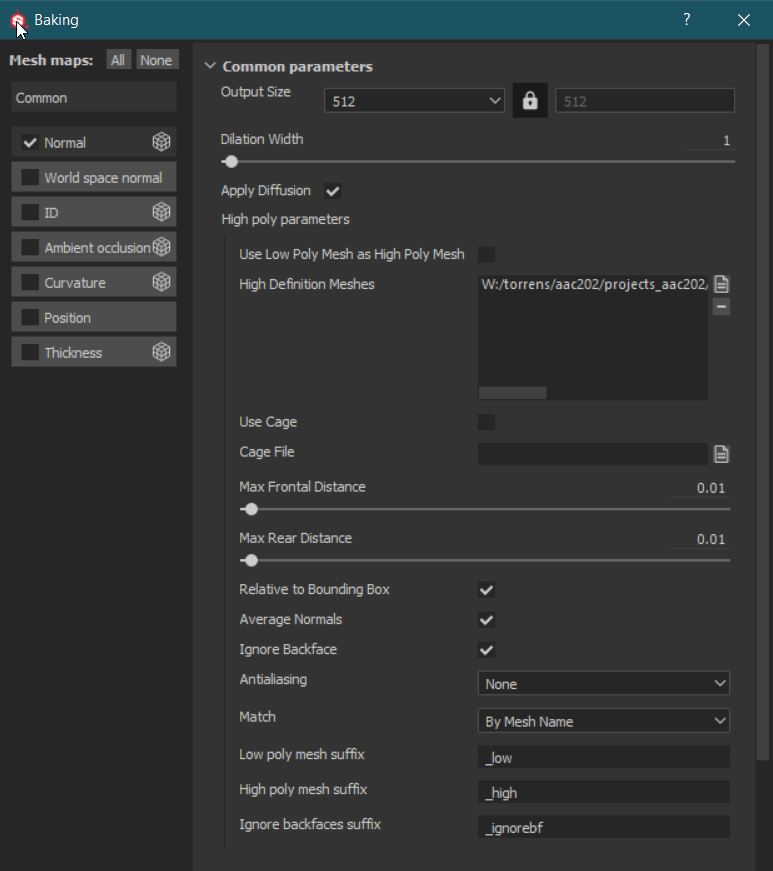 Baking
?
Mesh maps: All None
Common
Normal
World space normal
ID
Ambient occlusion
Curvature
Position
Thickness
Common parameters
Output Size 512 512
Dilation Width 1
Apply Diffusion
High poly parameters
Use Low Poly Mesh as High Poly Mesh
High Definition Meshes W:/torrens/aac202/projects_aac202/
Use Cage
Cage File
Max Frontal Distance 0.01
Max Rear Distance 0.01
Relative to Bounding Box
Average Normals
Ignore Backface
Antialiasing None
Match By Mesh Name
Low poly mesh suffix _low
High poly mesh suffix _high
Ignore backfaces suffix _ignorebf